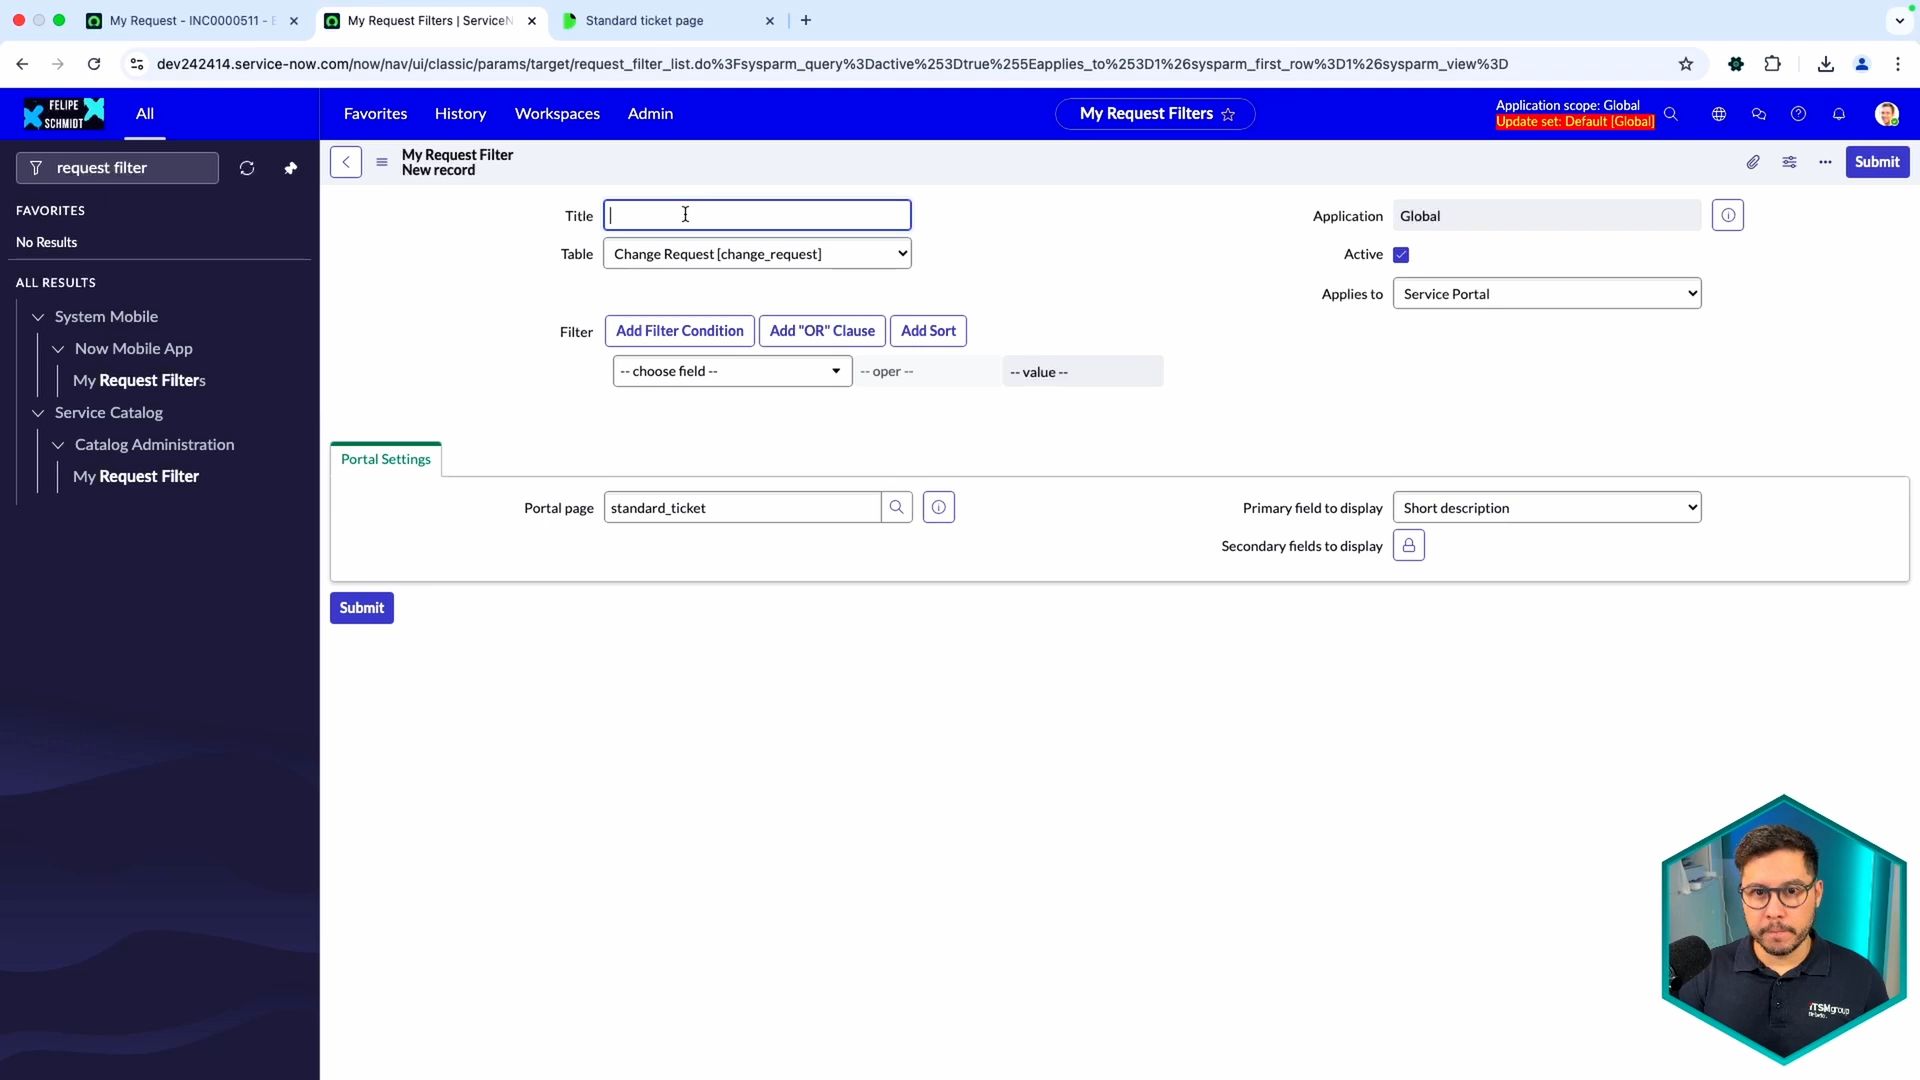 My Request - INC0000511 - E
My Request Filters | ServiceN
Standard ticket page
dev242414.service-now.com/now/nav/ui/classic/params/target/request_filter_list.do%3Fsysparm_query%3Dactive%253Dtrue%255Eapplies_to%253D1%26sysparm_first_row%3D1%26sysparm_view%3D
FELIPE
SCHMIDT
All
Favorites
History
Workspaces
Admin
My Request Filters
Application scope: Global
Update set: Default [Global]
request filter
FAVORITES
No Results
ALL RESULTS
System Mobile
Now Mobile App
My Request Filters
Service Catalog
Catalog Administration
My Request Filter
My Request Filter
New record
Submit
Title
Application
Global
Table
Change Request [change_request]
Active
Applies to
Service Portal
Filter
Add Filter Condition
Add "OR" Clause
Add Sort
-- choose field --
-- oper --
-- value --
Portal Settings
Portal page
standard_ticket
Primary field to display
Short description
Secondary fields to display
Submit
iTSMgroup